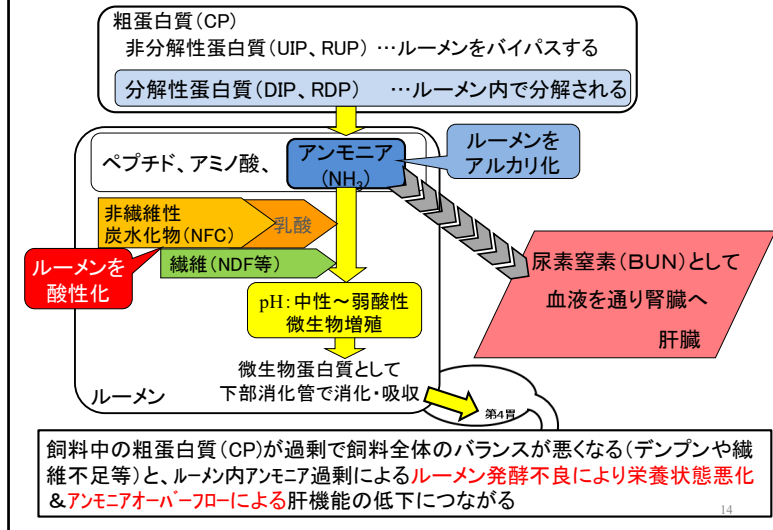 粗蛋白質(CP)
非分解性蛋白質(UIP、RUP) …ルーメンをバイパスする
分解性蛋白質(DIP、RDP) …ルーメン内で分解される
ペプチド、アミノ酸、
アンモニア
(NH₃)
ルーメンを
アルカリ化
非繊維性
炭水化物(NFC)
乳酸
繊維(NDF等)
ルーメンを
酸性化
pH:中性~弱酸性
微生物増殖
尿素窒素(BUN)として
血液を通り腎臓へ
肝臓
微生物蛋白質として
下部消化管で消化・吸収
ルーメン
第4胃
飼料中の粗蛋白質(CP)が過剰で飼料全体のバランスが悪くなる(デンプンや繊
維不足等)と、ルーメン内アンモニア過剰によるルーメン発酵不良により栄養状態悪化
&アンモニアオーバーフローによる肝機能の低下につながる
14